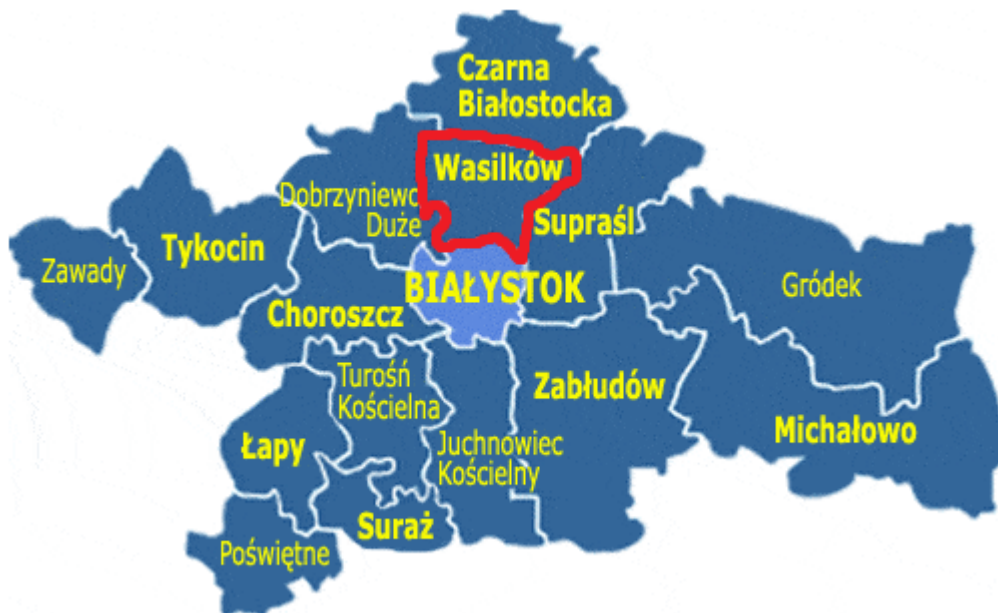 Czarna
Białostocka
Wasilków
Dobrzyniewo
Duże
Supraśl
Tykocin
Zawady
Gródek
BIAŁYSTOK
Choroszcz
Turośń
Kościelna
Zabłudów
Michałowo
Łapy
Juchnowiec
Kościelny
Suraż
Poświętne